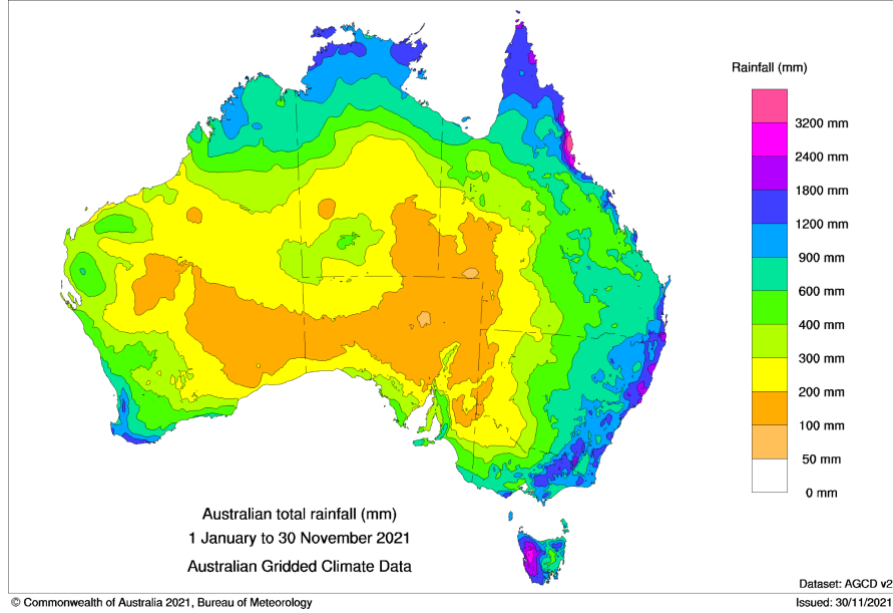 Rainfall (mm)
3200 mm
2400 mm
1800 mm
1200 mm
900 mm
600 mm
400 mm
300 mm
200 mm
100 mm
50 mm
0 mm
Australian total rainfall (mm)
1 January to 30 November 2021
Australian Gridded Climate Data
Dataset: AGCD v2
© Commonwealth of Australia 2021, Bureau of Meteorology
Issued: 30/11/2021